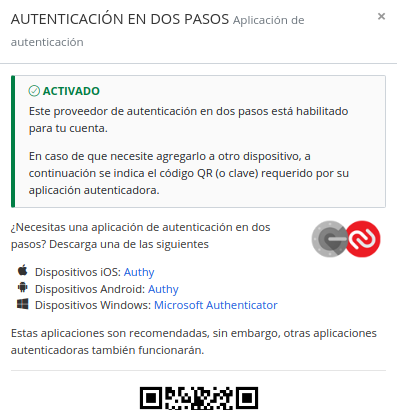 AUTENTICACIÓN EN DOS PASOS Aplicación de
autenticación
×
ACTIVADO
Este proveedor de autenticación en dos pasos está habilitado
para tu cuenta.
En caso de que necesite agregarlo a otro dispositivo, a
continuación se indica el código QR (o clave) requerido por su
aplicación autenticadora.
¿Necesitas una aplicación de autenticación en dos
pasos? Descarga una de las siguientes
Dispositivos iOS: Authy
Dispositivos Android: Authy
Dispositivos Windows: Microsoft Authenticator
Estas aplicaciones son recomendadas, sin embargo, otras aplicaciones
autenticadoras también funcionarán.